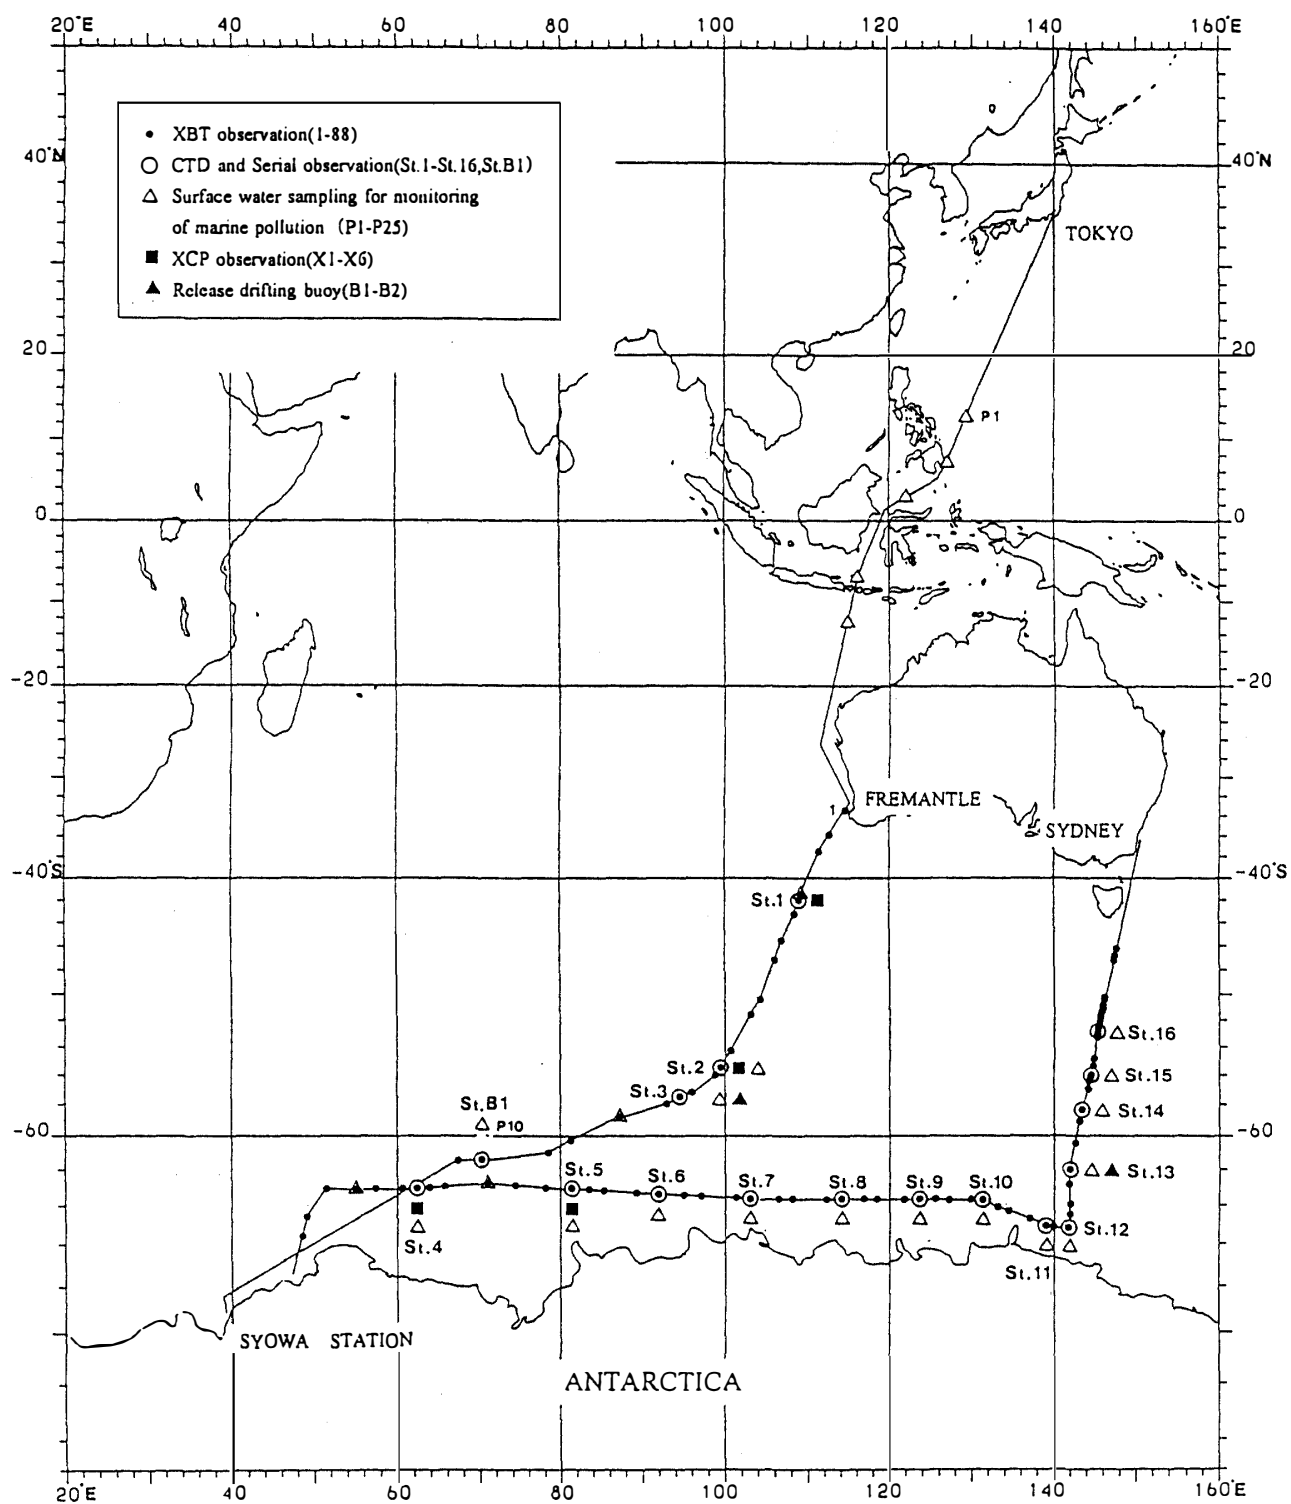 20°E 40 60 80 100 120 140 160°E
• XBT observation(1-88)
CTD and Serial observation(St.1-St.16,St.B1)
△ Surface water sampling for monitoring
of marine pollution (P1-P25)
■ XCP observation(X1-X6)
▲ Release drifting buoy(B1-B2)
40°N 40°N
TOKYO
20 20
P1
0 0
-20 -20
1 FREMANTLE
SYDNEY
-40°S -40°S
St.1
St.16
St.2
St.3 St.15
St.B1 St.14
P10
-60 -60
St.13
St.5 St.6 St.7 St.8 St.9 St.10
St.12
St.4
St.11
SYOWA STATION
ANTARCTICA
20°E 40 60 80 100 120 140 160°E